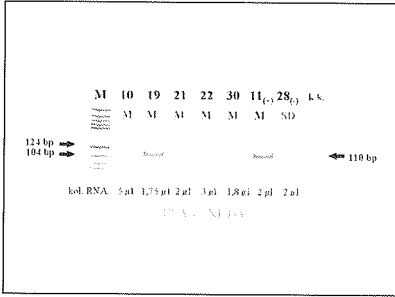 M 10 19 21 22 30 11(-) 28(-) k.k.
M M M M M M SD
124 bp
104 bp
110 bp
kol. RNA. 5 µl 1,75 µl 2 µl 3 µl 1,8 µl 2 µl 2 µl